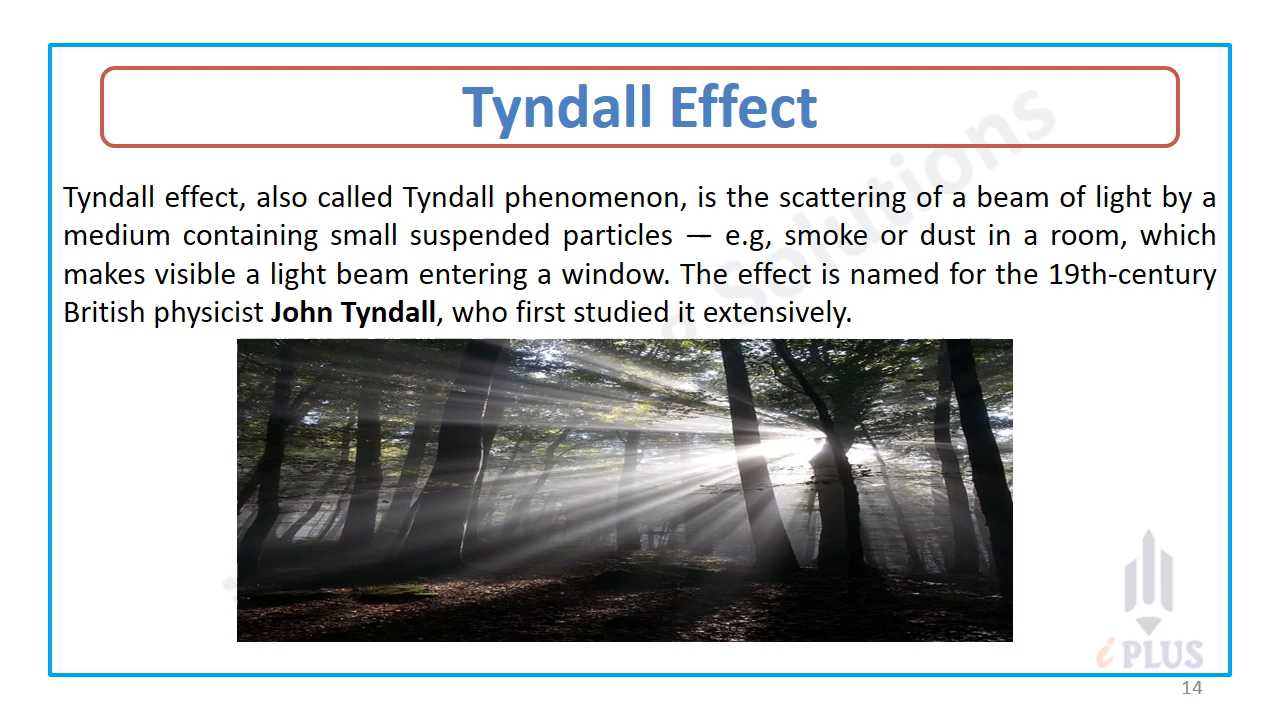 Tyndall Effect
Tyndall effect, also called Tyndall phenomenon, is the scattering of a beam of light by a
medium containing small suspended particles — e.g, smoke or dust in a room, which
makes visible a light beam entering a window. The effect is named for the 19th-century
British physicist John Tyndall, who first studied it extensively.
Solutions
i PLUS
14